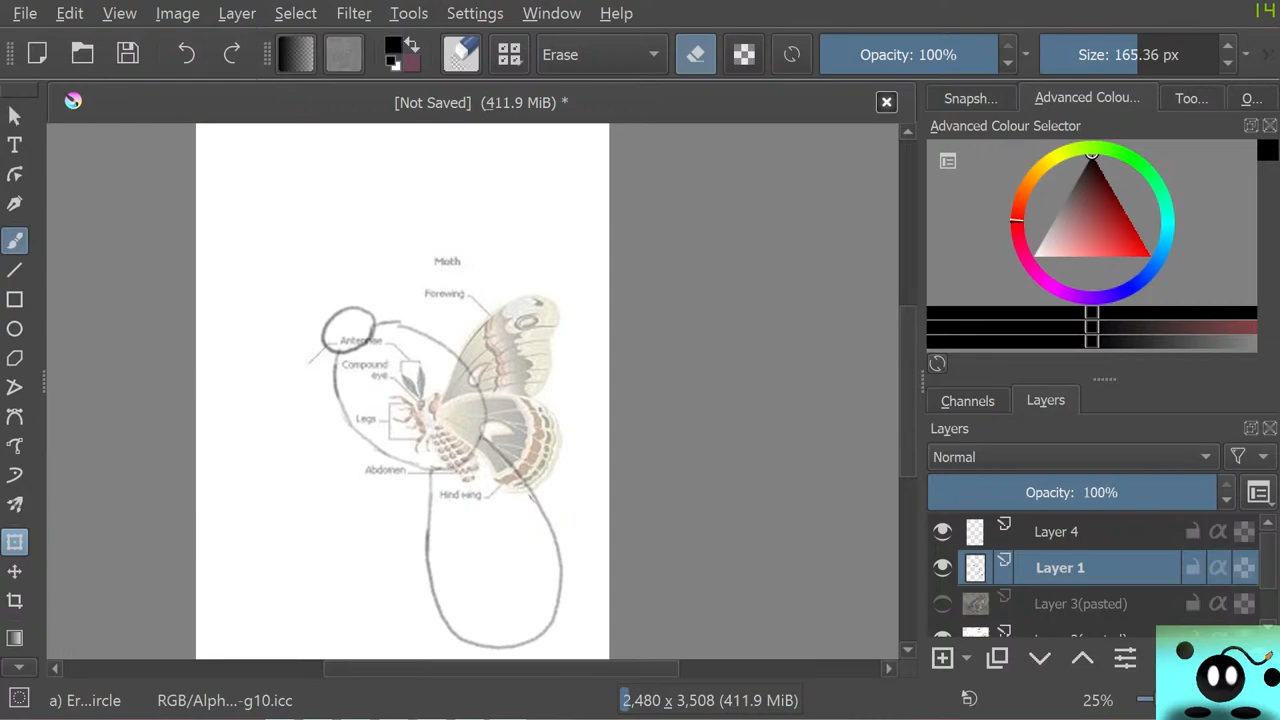 File Edit View Image Layer Select Filter Tools Settings Window Help
14
Erase
Opacity: 100%
Size: 165.36 px
[Not Saved] (411.9 MiB) *
Snapsh...
Advanced Colou...
Too...
O...
Advanced Colour Selector
Moth
Forewing
Antennae
Compound
eye
Legs
Abdomen
Hind wing
Channels
Layers
Layers
Normal
Opacity: 100%
Layer 4
Layer 1
Layer 3(pasted)
a) Er...ircle
RGB/Alph...-g10.icc
2,480 x 3,508 (411.9 MiB)
25%